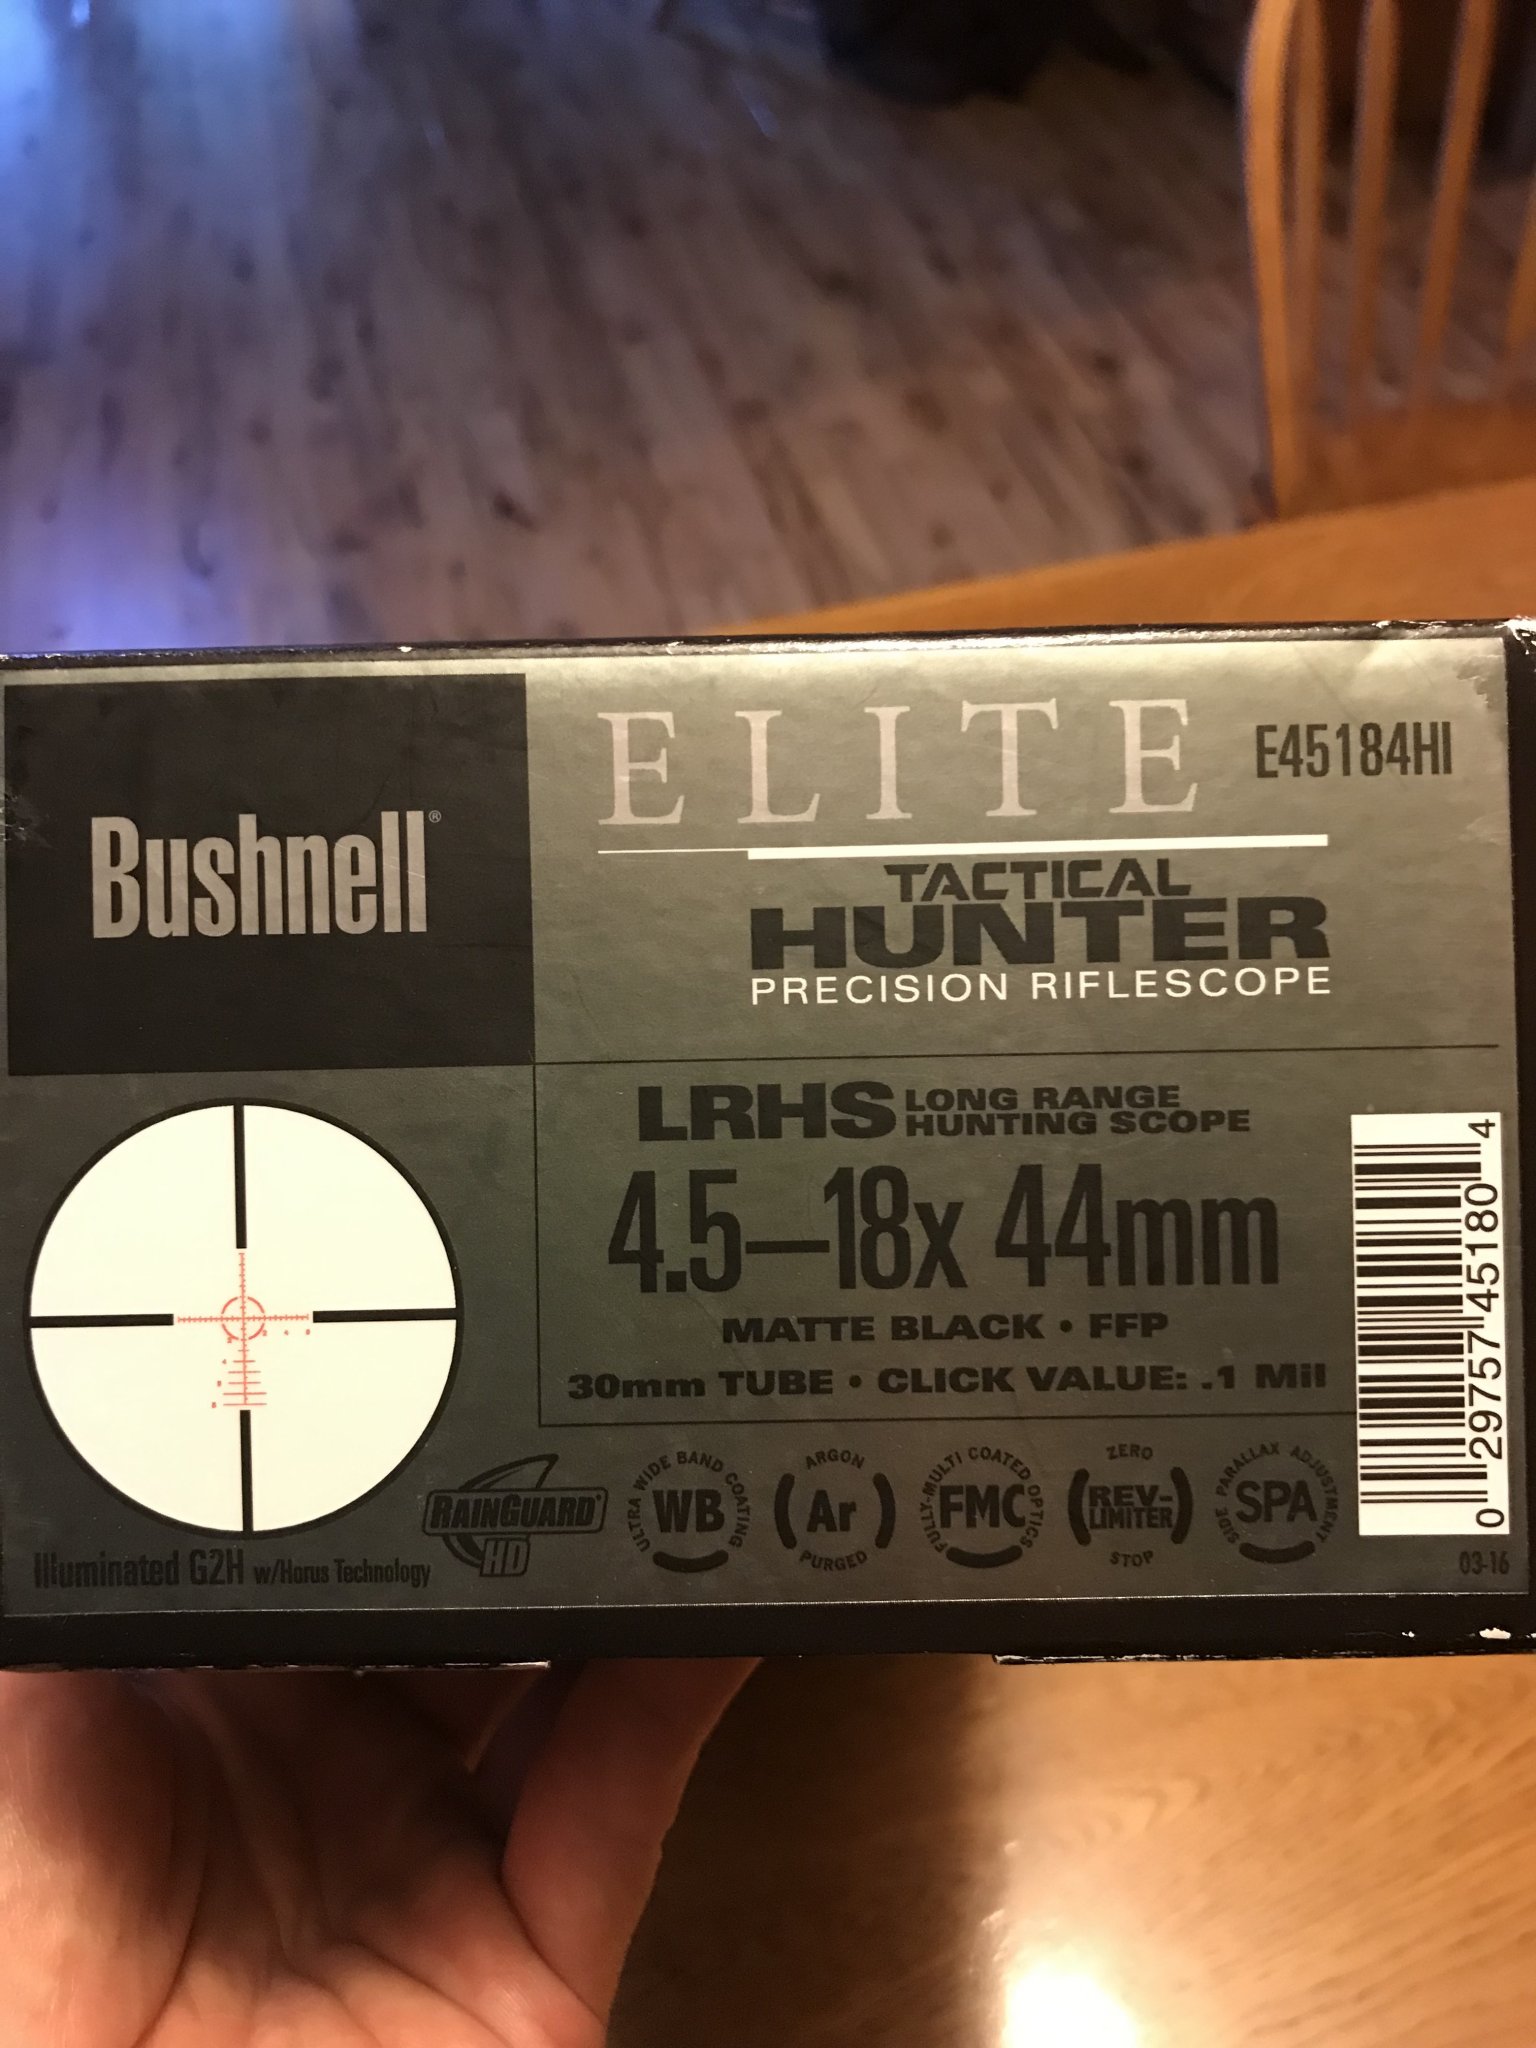 Bushnell®
ELITE
E45184HI
TACTICAL
HUNTER
PRECISION RIFLESCOPE
LRHS LONG RANGE
HUNTING SCOPE
4.5–18x 44mm
MATTE BLACK • FFP
30mm TUBE • CLICK VALUE: .1 Mil
0 29757 45180 4
Illuminated G2H w/Horus Technology
RAINGUARD®
HD
ULTRA WIDE BAND COATING
WB
ARGON
Ar
PURGED
FULLY-MULTI COATED OPTICS
FMC
ZERO
REV-
LIMITER
STOP
SIDE PARALLAX ADJUSTMENT
SPA
03-16